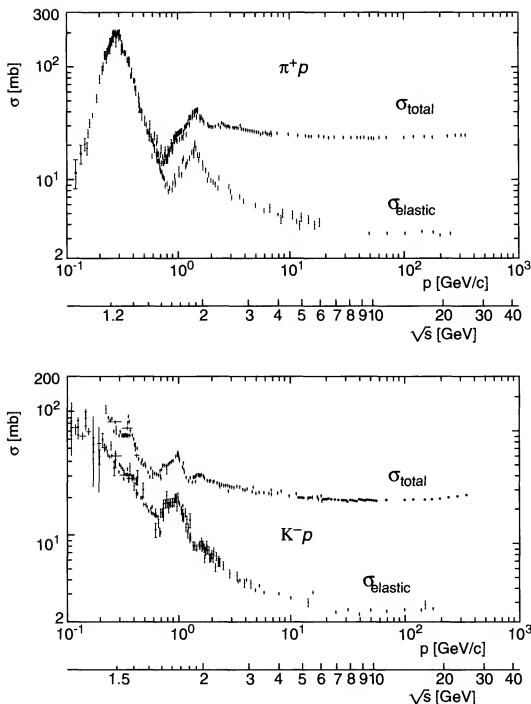 300
σ [mb]
10²
π⁺p
σtotal
10¹
σelastic
2
10⁻¹ 10⁰ 10¹ 10² 10³
p [GeV/c]
1.2 2 3 4 5 6 7 8 9 10 20 30 40
√s [GeV]
200
σ [mb]
10²
σtotal
10¹
K⁻p
σelastic
2
10⁻¹ 10⁰ 10¹ 10² 10³
p [GeV/c]
1.5 2 3 4 5 6 7 8 9 10 20 30 40
√s [GeV]